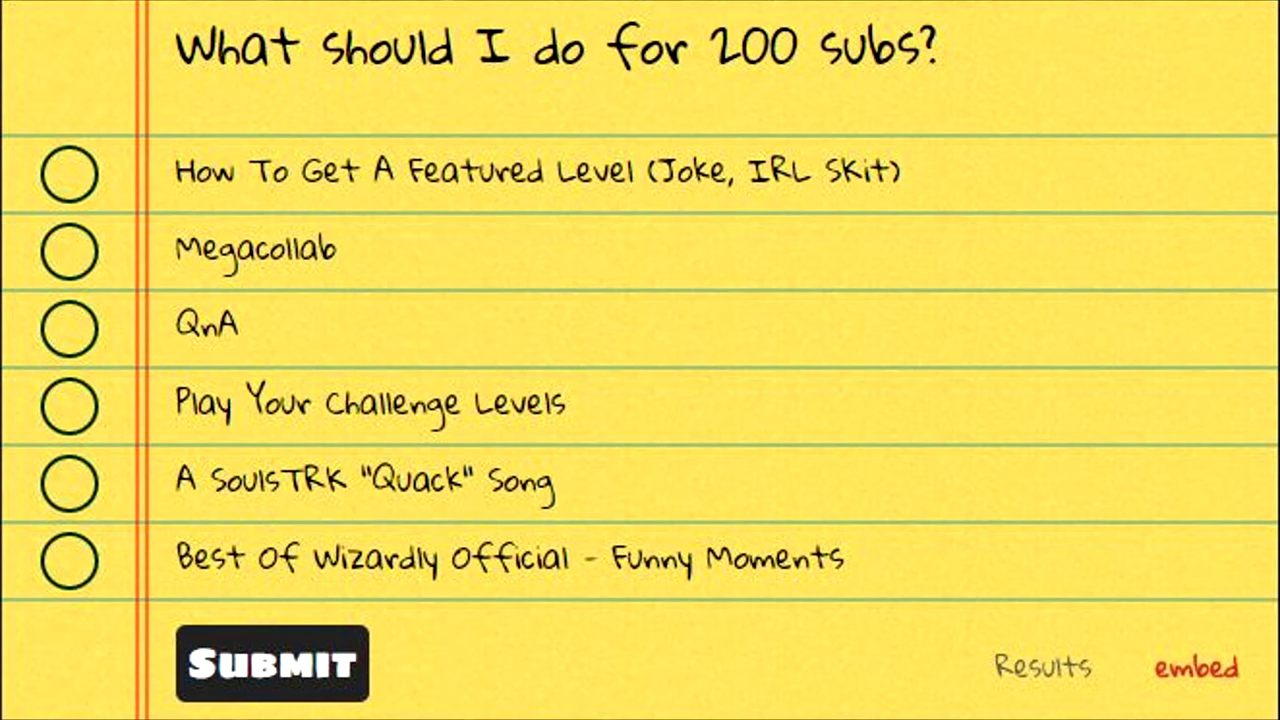 What should I do for 200 subs?
How To Get A Featured Level (Joke, IRL Skit)
Megacollab
QnA
Play Your Challenge Levels
A SoulsTRK "Quack" Song
Best Of Wizardly Official - Funny Moments
SUBMIT
Results embed